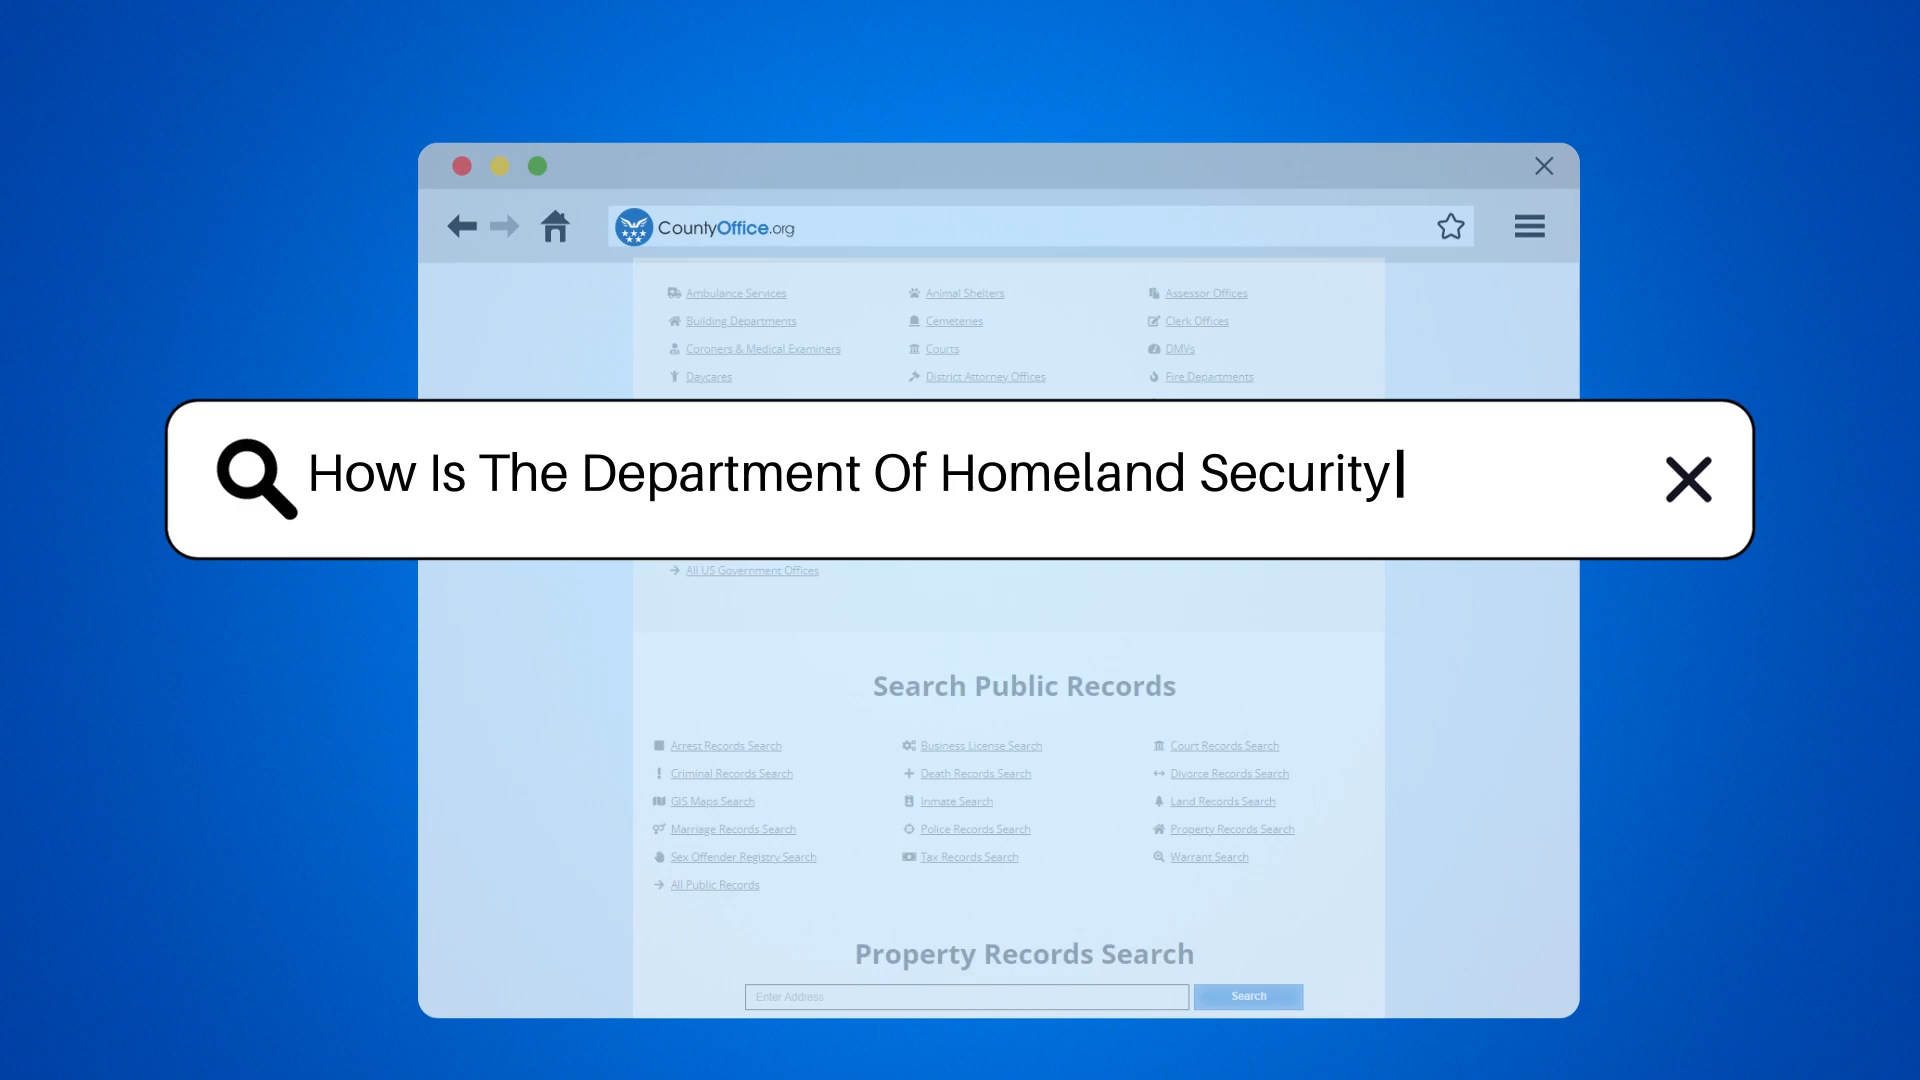 CountyOffice.org
Ambulance Services Animal Shelters Assessor Offices
Building Departments Cemeteries Clerk Offices
Coroners & Medical Examiners Courts DMVs
Daycares District Attorney Offices Fire Departments
How Is The Department Of Homeland Security
All US Government Offices
Search Public Records
Arrest Records Search Business License Search Court Records Search
Criminal Records Search Death Records Search Divorce Records Search
GIS Maps Search Inmate Search Land Records Search
Marriage Records Search Police Records Search Property Records Search
Sex Offender Registry Search Tax Records Search Warrant Search
All Public Records
Property Records Search
Enter Address Search